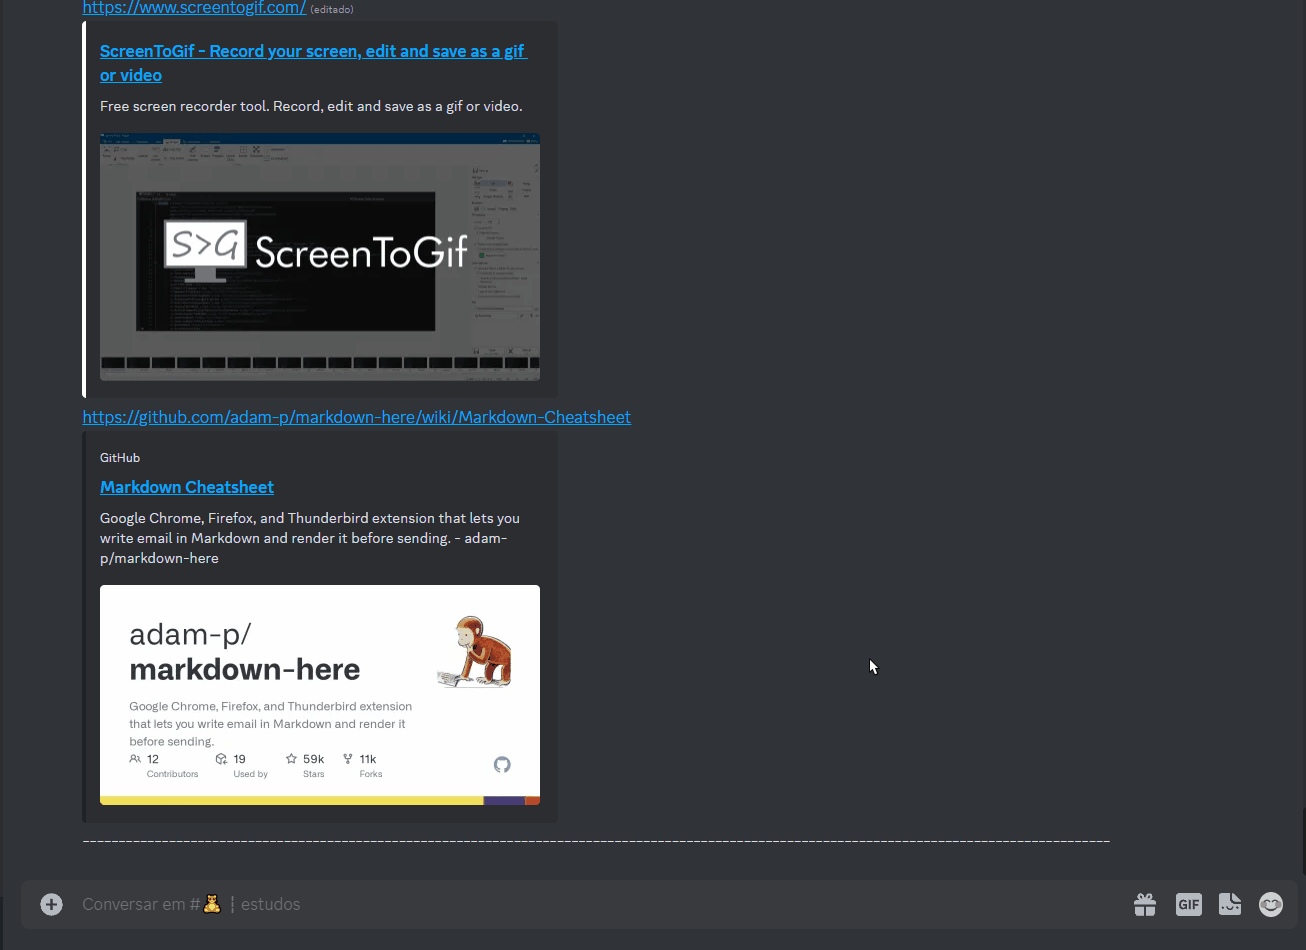 https://www.screentogif.com/ (editado)
ScreenToGif - Record your screen, edit and save as a gif
or video
Free screen recorder tool. Record, edit and save as a gif or video.
S>G ScreenToGif
https://github.com/adam-p/markdown-here/wiki/Markdown-Cheatsheet
GitHub
Markdown Cheatsheet
Google Chrome, Firefox, and Thunderbird extension that lets you
write email in Markdown and render it before sending. - adam-
p/markdown-here
adam-p/
markdown-here
Google Chrome, Firefox, and Thunderbird extension
that lets you write email in Markdown and render it
before sending.
12 19 59k 11k
Contributors Used by Stars Forks
Conversar em #🧸 | estudos
GIF